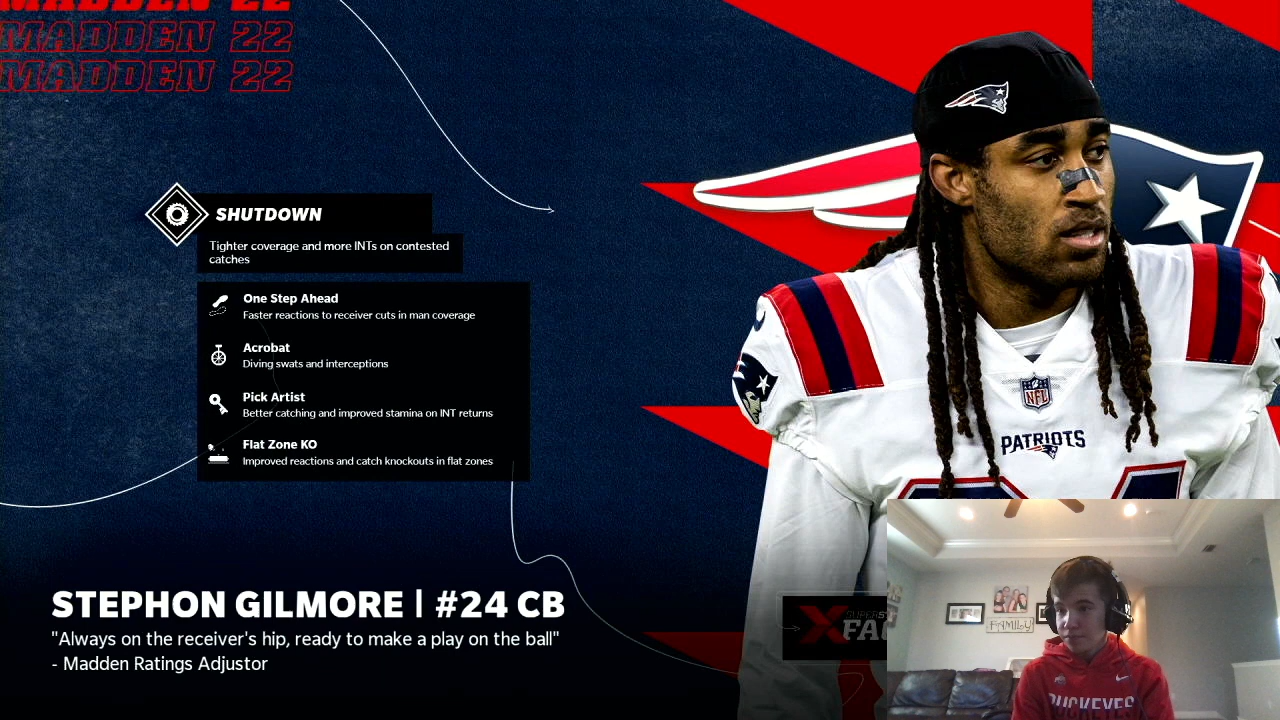 MADDEN 22
MADDEN 22
MADDEN 22
SHUTDOWN
Tighter coverage and more INTs on contested
catches
One Step Ahead
Faster reactions to receiver cuts in man coverage
Acrobat
Diving swats and interceptions
Pick Artist
Better catching and improved stamina on INT returns
Flat Zone KO
Improved reactions and catch knockouts in flat zones
NFL
PATRIOTS
STEPHON GILMORE | #24 CB
"Always on the receiver's hip, ready to make a play on the ball"
- Madden Ratings Adjustor
FAMILY
BUCKEYES